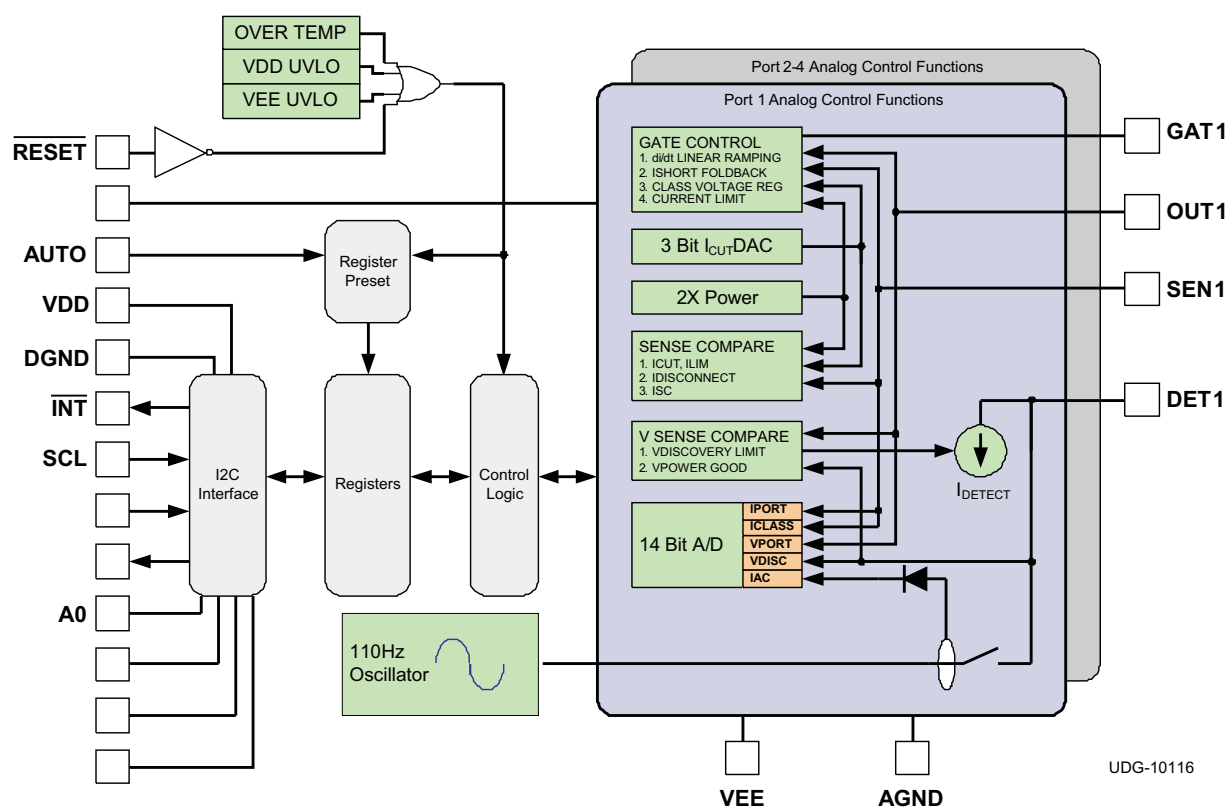 OVER TEMP
VDD UVLO
VEE UVLO
RESET
AUTO
VDD
DGND
INT
SCL
A0
Register
Preset
I2C
Interface
Registers
Control
Logic
110Hz
Oscillator
Port 2-4 Analog Control Functions
Port 1 Analog Control Functions
GATE CONTROL
1. di/dt LINEAR RAMPING
2. ISHORT FOLDBACK
3. CLASS VOLTAGE REG
4. CURRENT LIMIT
3 Bit ICUTDAC
2X Power
SENSE COMPARE
1. ICUT, ILIM
2. IDISCONNECT
3. ISC
V SENSE COMPARE
1. VDISCOVERY LIMIT
2. VPOWER GOOD
IDETECT
14 Bit A/D
IPORT
ICLASS
VPORT
VDISC
IAC
GAT1
OUT1
SEN1
DET1
VEE
AGND
UDG-10116